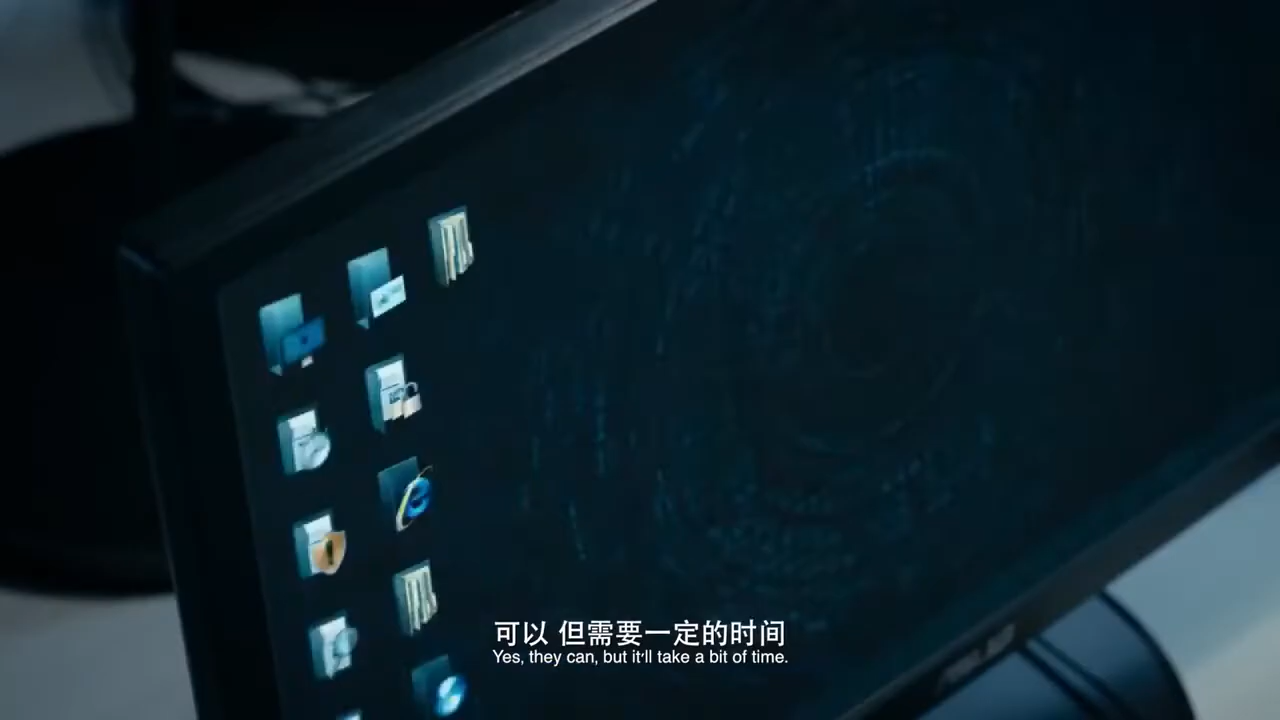 可以 但需要一定的时间
Yes, they can, but it'll take a bit of time.